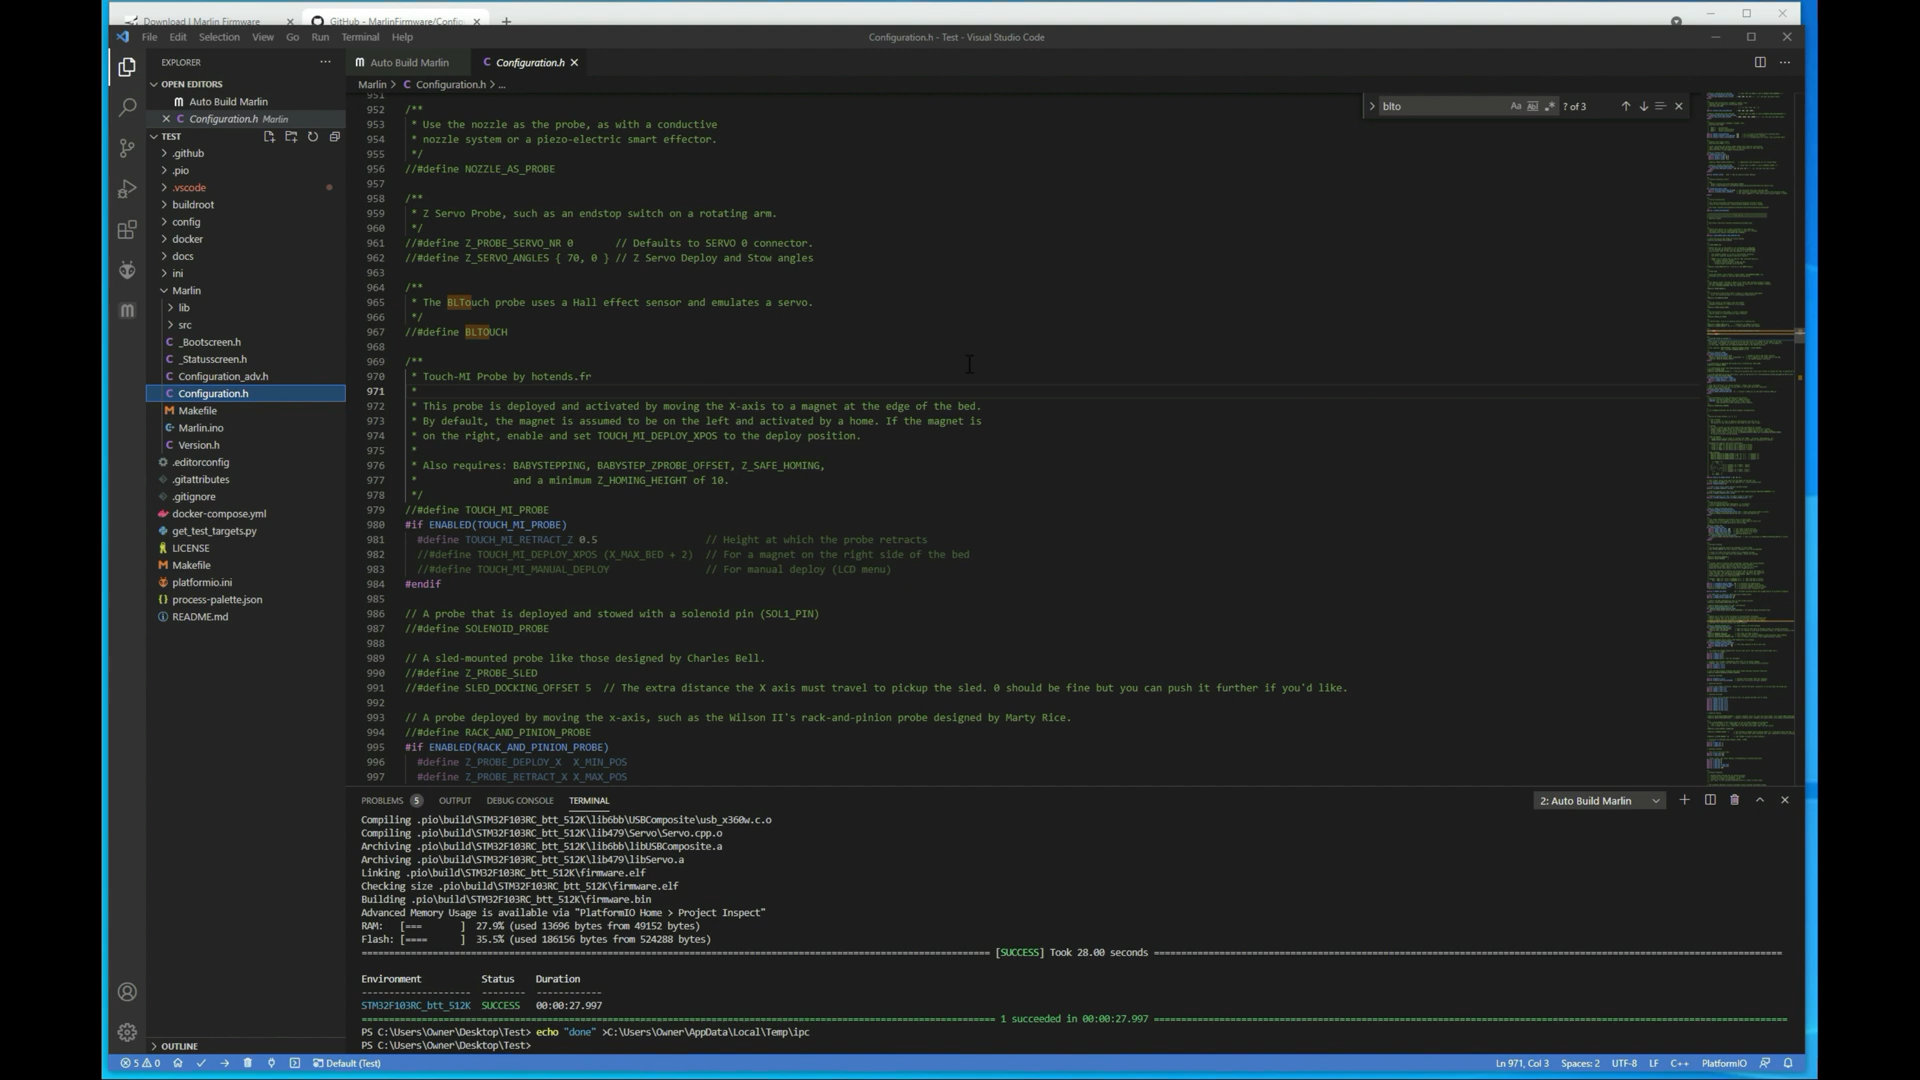 Download | Marlin Firmware
GitHub - MarlinFirmware/Config
File Edit Selection View Go Run Terminal Help
Configuration.h - Test - Visual Studio Code
EXPLORER
OPEN EDITORS
Auto Build Marlin
Configuration.h Marlin
TEST
.github
.pio
.vscode
buildroot
config
docker
docs
ini
Marlin
lib
src
_Bootscreen.h
_Statusscreen.h
Configuration_adv.h
Configuration.h
Makefile
Marlin.ino
Version.h
.editorconfig
.gitattributes
.gitignore
docker-compose.yml
get_test_targets.py
LICENSE
Makefile
platformio.ini
process-palette.json
README.md
OUTLINE
Auto Build Marlin
Configuration.h
Marlin > Configuration.h > ...
blto
Aa Abl .* ? of 3
951
952 /**
953 * Use the nozzle as the probe, as with a conductive
954 * nozzle system or a piezo-electric smart effector.
955 */
956 //#define NOZZLE_AS_PROBE
957
958 /**
959 * Z Servo Probe, such as an endstop switch on a rotating arm.
960 */
961 //#define Z_PROBE_SERVO_NR 0 // Defaults to SERVO 0 connector.
962 //#define Z_SERVO_ANGLES { 70, 0 } // Z Servo Deploy and Stow angles
963
964 /**
965 * The BLTouch probe uses a Hall effect sensor and emulates a servo.
966 */
967 //#define BLTOUCH
968
969 /**
970 * Touch-MI Probe by hotends.fr
971 *
972 * This probe is deployed and activated by moving the X-axis to a magnet at the edge of the bed.
973 * By default, the magnet is assumed to be on the left and activated by a home. If the magnet is
974 * on the right, enable and set TOUCH_MI_DEPLOY_XPOS to the deploy position.
975 *
976 * Also requires: BABYSTEPPING, BABYSTEP_ZPROBE_OFFSET, Z_SAFE_HOMING,
977 * and a minimum Z_HOMING_HEIGHT of 10.
978 */
979 //#define TOUCH_MI_PROBE
980 #if ENABLED(TOUCH_MI_PROBE)
981 #define TOUCH_MI_RETRACT_Z 0.5 // Height at which the probe retracts
982 //#define TOUCH_MI_DEPLOY_XPOS (X_MAX_BED + 2) // For a magnet on the right side of the bed
983 //#define TOUCH_MI_MANUAL_DEPLOY // For manual deploy (LCD menu)
984 #endif
985
986 // A probe that is deployed and stowed with a solenoid pin (SOL1_PIN)
987 //#define SOLENOID_PROBE
988
989 // A sled-mounted probe like those designed by Charles Bell.
990 //#define Z_PROBE_SLED
991 //#define SLED_DOCKING_OFFSET 5 // The extra distance the X axis must travel to pickup the sled. 0 should be fine but you can push it further if you'd like.
992
993 // A probe deployed by moving the x-axis, such as the Wilson II's rack-and-pinion probe designed by Marty Rice.
994 //#define RACK_AND_PINION_PROBE
995 #if ENABLED(RACK_AND_PINION_PROBE)
996 #define Z_PROBE_DEPLOY_X X_MIN_POS
997 #define Z_PROBE_RETRACT_X X_MAX_POS
PROBLEMS 5 OUTPUT DEBUG CONSOLE TERMINAL
2: Auto Build Marlin
Compiling .pio\build\STM32F103RC_btt_512K\lib6bb\USBComposite\usb_x360w.c.o
Compiling .pio\build\STM32F103RC_btt_512K\lib479\Servo\Servo.cpp.o
Archiving .pio\build\STM32F103RC_btt_512K\lib6bb\libUSBComposite.a
Archiving .pio\build\STM32F103RC_btt_512K\lib479\libServo.a
Linking .pio\build\STM32F103RC_btt_512K\firmware.elf
Checking size .pio\build\STM32F103RC_btt_512K\firmware.elf
Building .pio\build\STM32F103RC_btt_512K\firmware.bin
Advanced Memory Usage is available via "PlatformIO Home > Project Inspect"
RAM: [=== ] 27.9% (used 13696 bytes from 49152 bytes)
Flash: [==== ] 35.5% (used 186156 bytes from 524288 bytes)
[SUCCESS] Took 28.00 seconds
Environment Status Duration
STM32F103RC_btt_512K SUCCESS 00:00:27.997
1 succeeded in 00:00:27.997
PS C:\Users\Owner\Desktop\Test> echo "done" >C:\Users\Owner\AppData\Local\Temp\ipc
PS C:\Users\Owner\Desktop\Test>
5 0 Default (Test)
Ln 971, Col 3 Spaces: 2 UTF-8 LF C++ PlatformIO